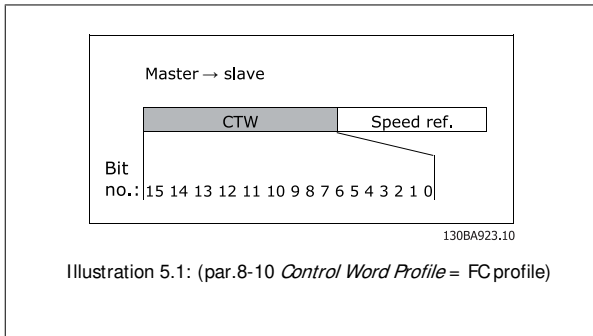 Master → slave
CTW Speed ref.
Bit
no.: 15 14 13 12 11 10 9 8 7 6 5 4 3 2 1 0
130BA923.10
Illustration 5.1: (par.8-10 Control Word Profile = FC profile)